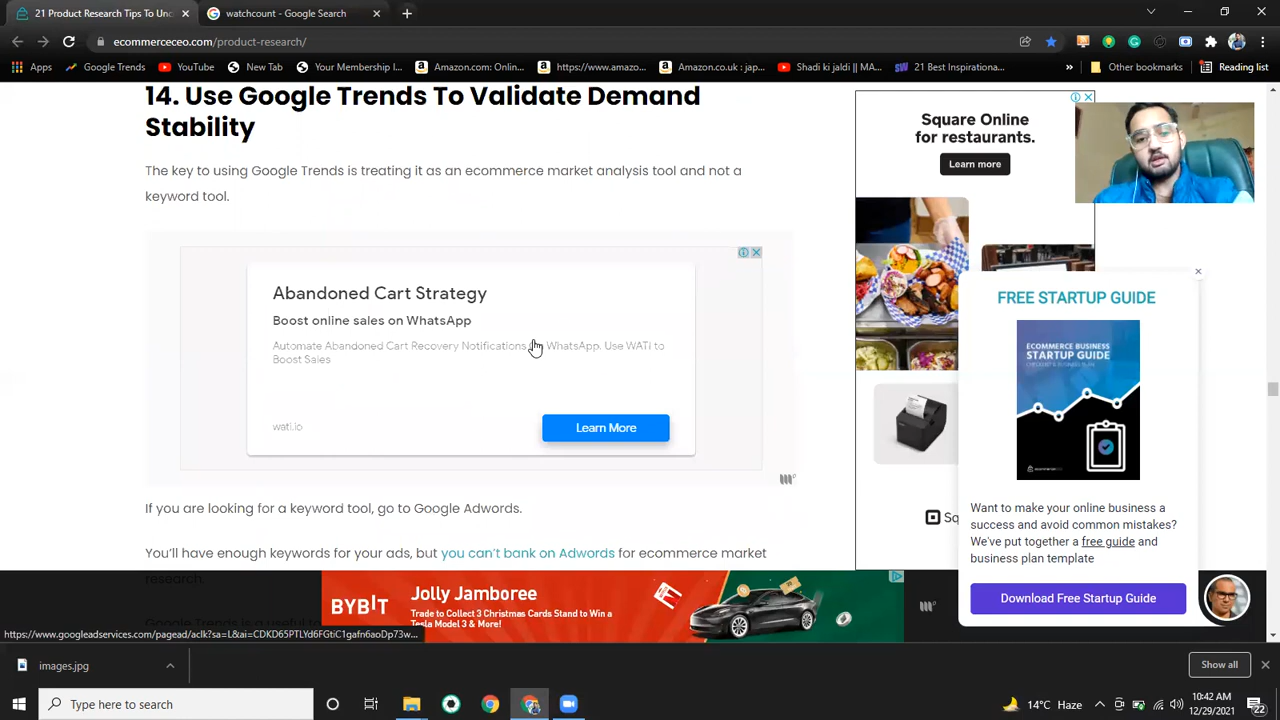 21 Product Research Tips To Unc
watchcount - Google Search
ecommerceceo.com/product-research/
Apps
Google Trends
YouTube
New Tab
Your Membership I...
Amazon.com: Onlin...
https://www.amazo...
Amazon.co.uk : jap...
Shadi ki jaldi || MA...
21 Best Inspirationa...
»
Other bookmarks
Reading list
14. Use Google Trends To Validate Demand
Stability
The key to using Google Trends is treating it as an ecommerce market analysis tool and not a
keyword tool.
Abandoned Cart Strategy
Boost online sales on WhatsApp
Automate Abandoned Cart Recovery Notifications WhatsApp. Use WATi to
Boost Sales
wati.io
Learn More
If you are looking for a keyword tool, go to Google Adwords.
You'll have enough keywords for your ads, but you can't bank on Adwords for ecommerce market
research.
Google Trends is a useful to
Square Online
for restaurants.
Learn more
Sq
FREE STARTUP GUIDE
ECOMMERCE BUSINESS
STARTUP GUIDE
CHECKLIST & BUSINESS PLAN
Want to make your online business a
success and avoid common mistakes?
We've put together a free guide and
business plan template
Download Free Startup Guide
BYBIT
Jolly Jamboree
Trade to Collect 3 Christmas Cards Stand to Win a
Tesla Model 3 & More!
https://www.googleadservices.com/pagead/aclk?sa=L&ai=CDKD65PTLYd6FGtiC1gafn6aoDp73w...
images.jpg
Show all
Type here to search
14°C Haze
10:42 AM
12/29/2021
22